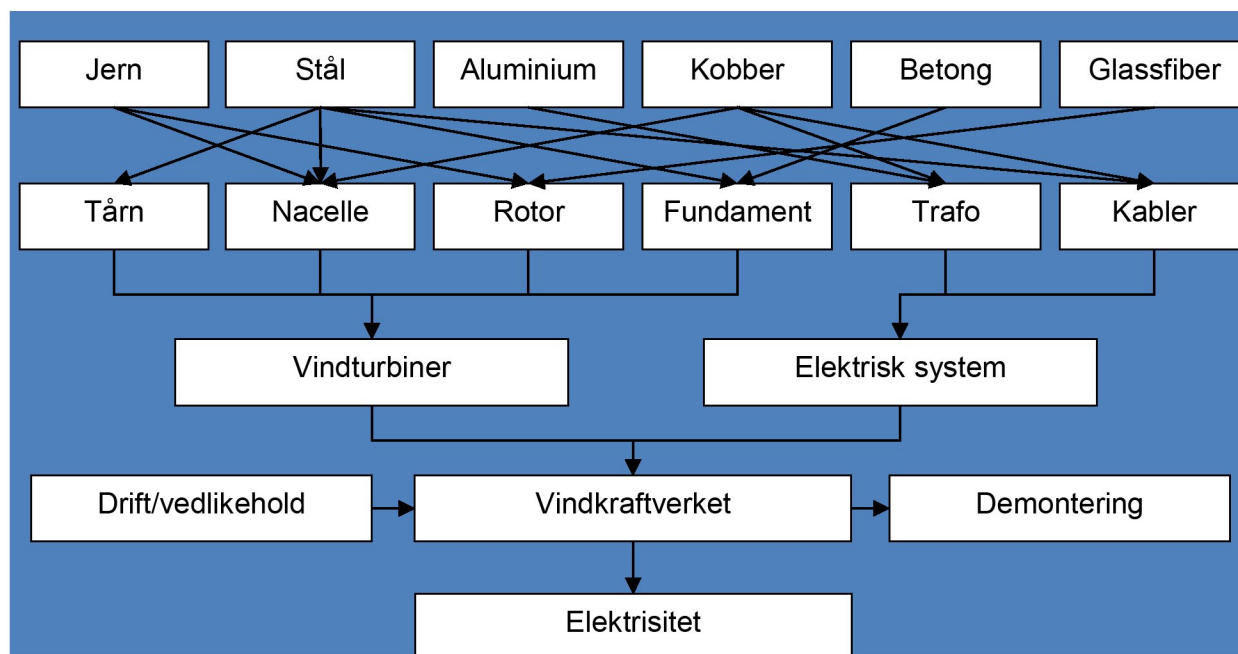 Jern
Stål
Aluminium
Kobber
Betong
Glassfiber
Tårn
Nacelle
Rotor
Fundament
Trafo
Kabler
Vindturbiner
Elektrisk system
Drift/vedlikehold
Vindkraftverket
Demontering
Elektrisitet